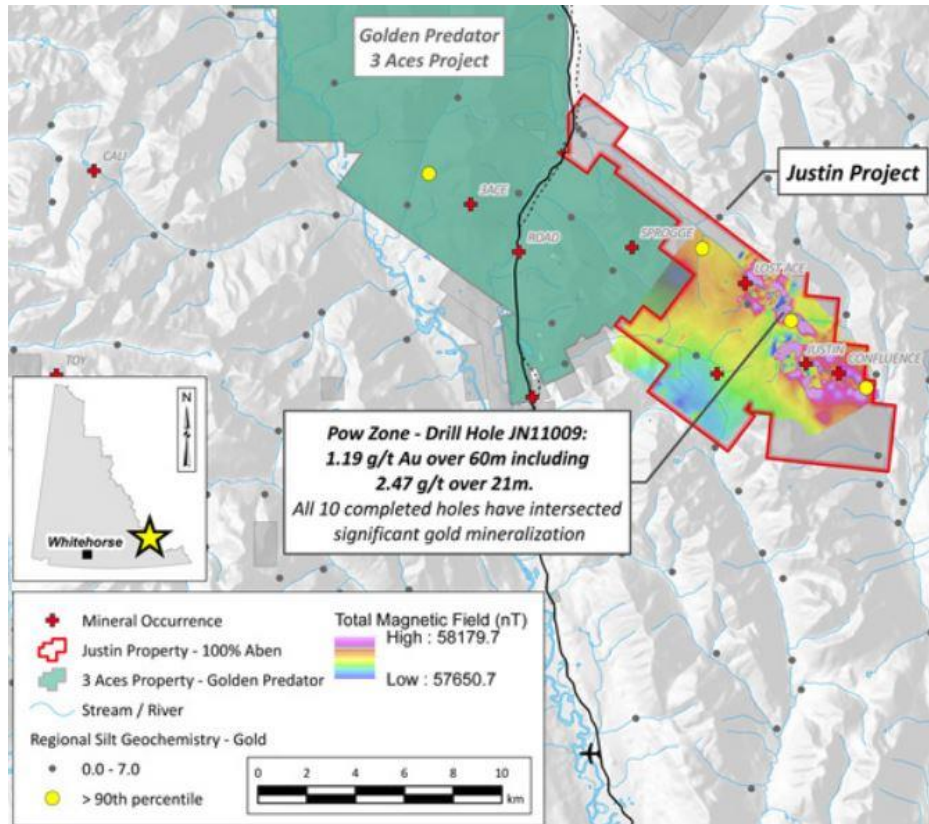 Golden Predator
3 Aces Project
CALI
3ACE
Justin Project
ROAD
SPROGGE
LOST ACE
JUSTIN
CONFLUENCE
TOY
N
Whitehorse
Pow Zone - Drill Hole JN11009:
1.19 g/t Au over 60m including
2.47 g/t over 21m.
All 10 completed holes have intersected
significant gold mineralization
Mineral Occurrence
Justin Property - 100% Aben
3 Aces Property - Golden Predator
Stream / River
Regional Silt Geochemistry - Gold
0.0 - 7.0
> 90th percentile
Total Magnetic Field (nT)
High : 58179.7
Low : 57650.7
0 2 4 6 8 10
km